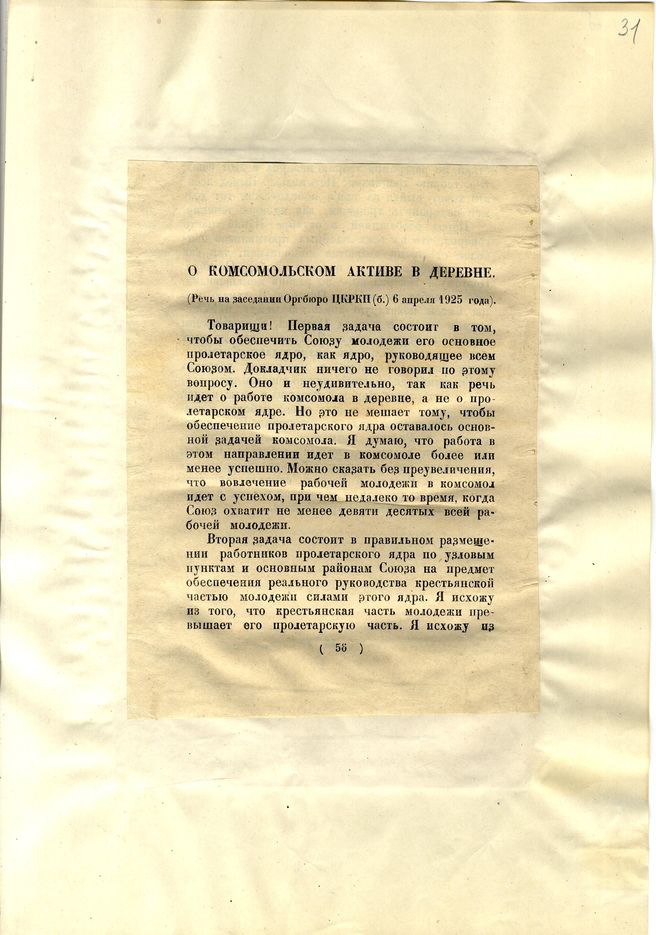 31
О КОМСОМОЛЬСКОМ АКТИВЕ В ДЕРЕВНЕ.
(Речь на заседании Оргбюро ЦКРКП (б.) 6 апреля 1925 года).
Товарищи! Первая задача состоит в том,
чтобы обеспечить Союзу молодежи его основное
пролетарское ядро, как ядро, руководящее всем
Союзом. Докладчик ничего не говорил по этому
вопросу. Оно и неудивительно, так как речь
идет о работе комсомола в деревне, а не о про-
летарском ядре. Но это не мешает тому, чтобы
обеспечение пролетарского ядра оставалось основ-
ной задачей комсомола. Я думаю, что работа в
этом направлении идет в комсомоле более или
менее успешно. Можно сказать без преувеличения,
что вовлечение рабочей молодежи в комсомол
идет с успехом, при чем недалеко то время, когда
Союз охватит не менее девяти десятых всей ра-
бочей молодежи.
Вторая задача состоит в правильном размеще-
нии работников пролетарского ядра по узловым
пунктам и основным районам Союза на предмет
обеспечения реального руководства крестьянской
частью молодежи силами этого ядра. Я исхожу
из того, что крестьянская часть молодежи пре-
вышает его пролетарскую часть. Я исхожу из
( 58 )